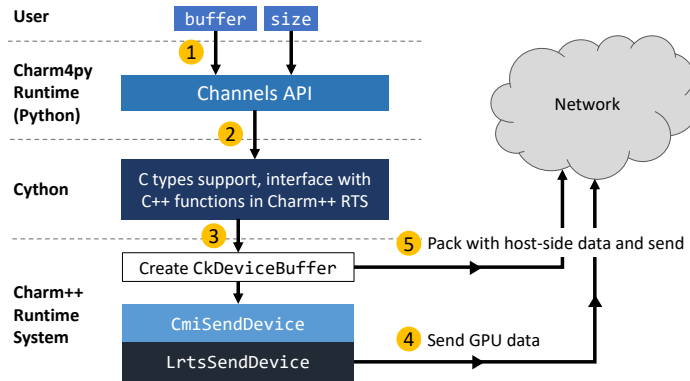 User
buffer
size
1
Charm4py
Runtime
(Python)
Channels API
Network
2
Cython
C types support, interface with
C++ functions in Charm++ RTS
3
5 Pack with host-side data and send
Create CkDeviceBuffer
Charm++
Runtime
System
CmiSendDevice
4 Send GPU data
LrtsSendDevice